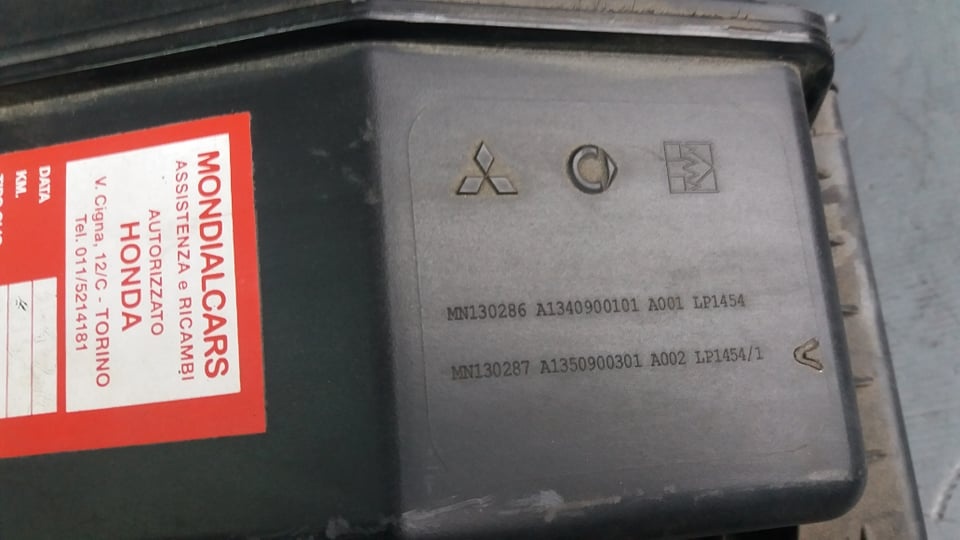 MONDIALCARS
ASSISTENZA e RICAMBI
AUTORIZZATO
HONDA
V. Cigna, 12/C - TORINO
Tel. 011/5214181
DATA
KM.
MN130286 A1340900101 A001 LP1454
MN130287 A1350900301 A002 LP1454/1